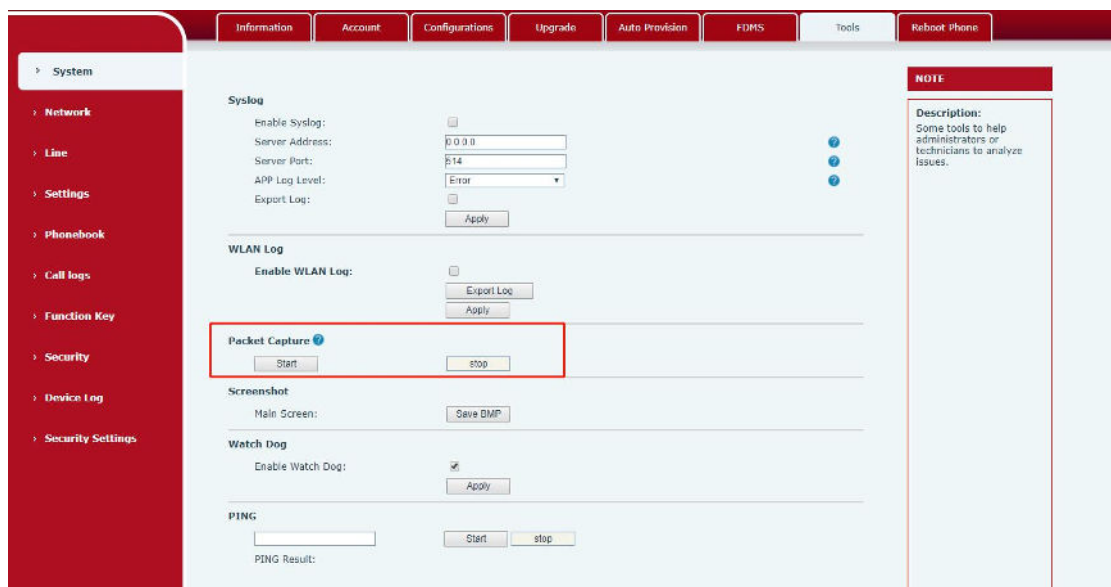 Information Account Configurations Upgrade Auto Provision FDMS Tools Reboot Phone
› System
› Network
› Line
› Settings
› Phonebook
› Call logs
› Function Key
› Security
› Device Log
› Security Settings
Syslog
Enable Syslog:
Server Address: 0.0.0.0
Server Port: 514
APP Log Level: Error
Export Log:
Apply
WLAN Log
Enable WLAN Log:
Export Log
Apply
Packet Capture ?
Start stop
Screenshot
Main Screen: Save BMP
Watch Dog
Enable Watch Dog:
Apply
PING
Start stop
PING Result:
NOTE
Description:
Some tools to help
administrators or
technicians to analyze
issues.